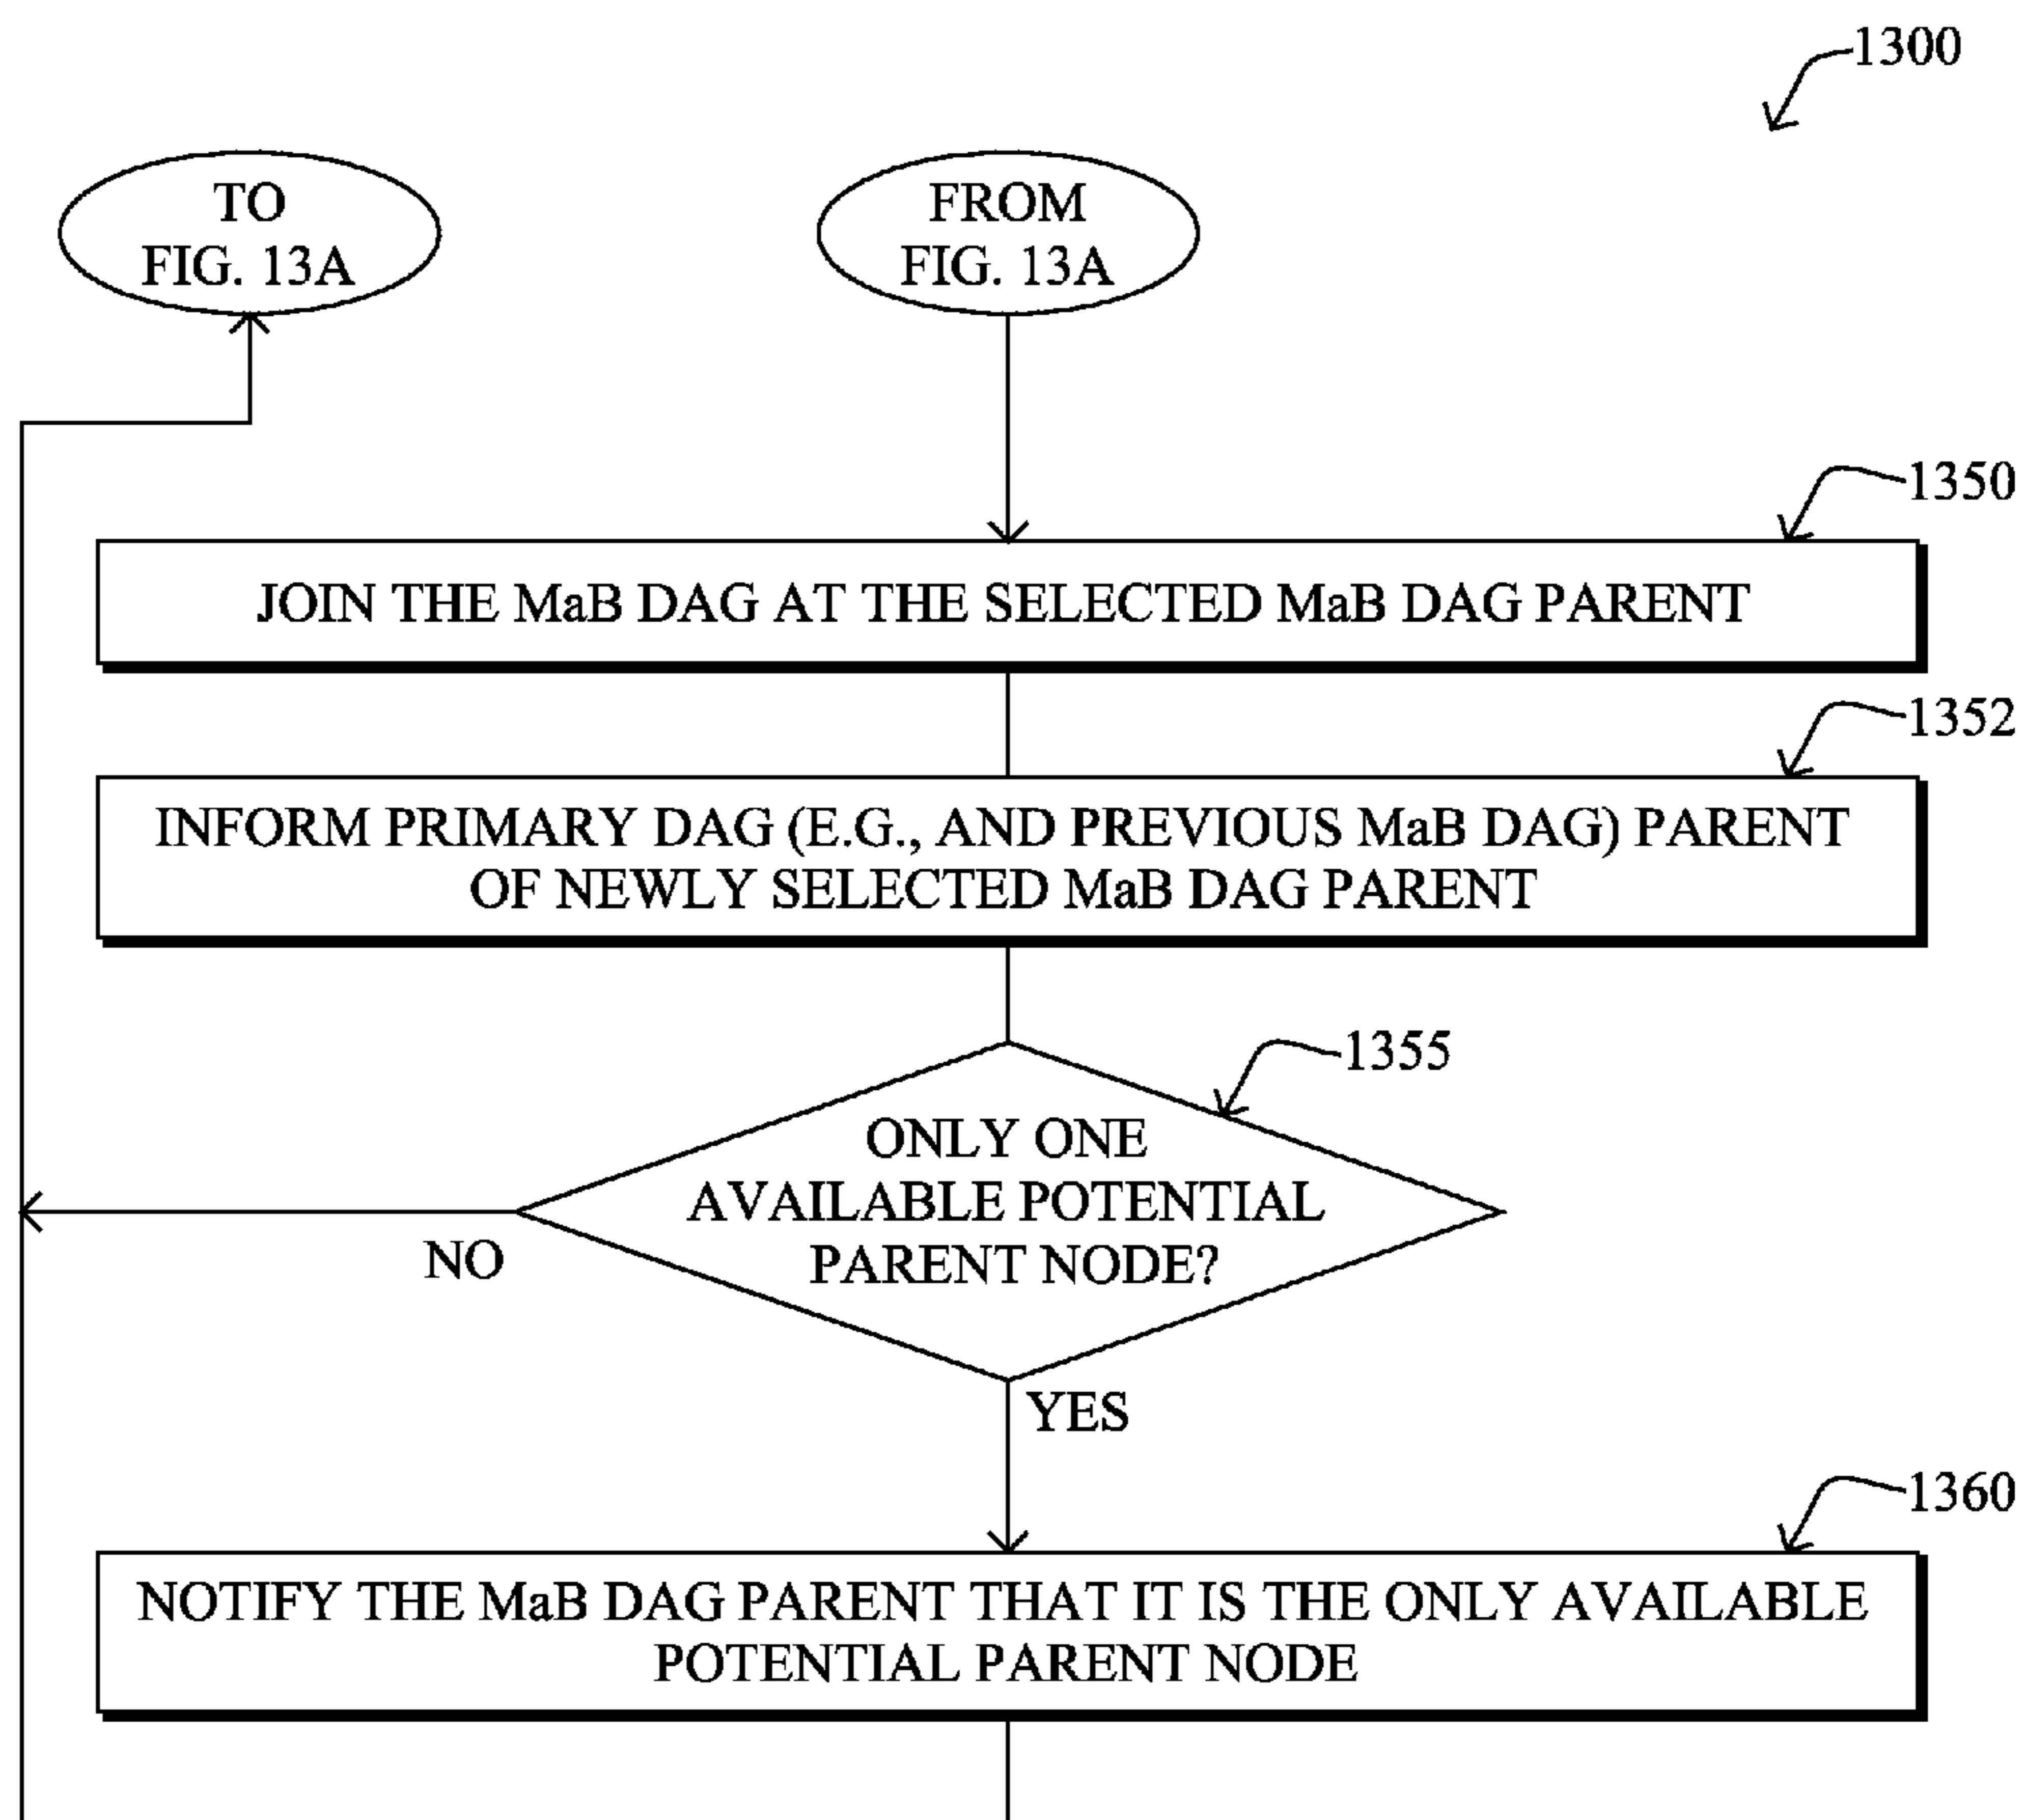 1300
TO
FIG. 13A
FROM
FIG. 13A
1350
JOIN THE MaB DAG AT THE SELECTED MaB DAG PARENT
1352
INFORM PRIMARY DAG (E.G., AND PREVIOUS MaB DAG) PARENT
OF NEWLY SELECTED MaB DAG PARENT
1355
ONLY ONE
AVAILABLE POTENTIAL
PARENT NODE?
NO
YES
1360
NOTIFY THE MaB DAG PARENT THAT IT IS THE ONLY AVAILABLE
POTENTIAL PARENT NODE